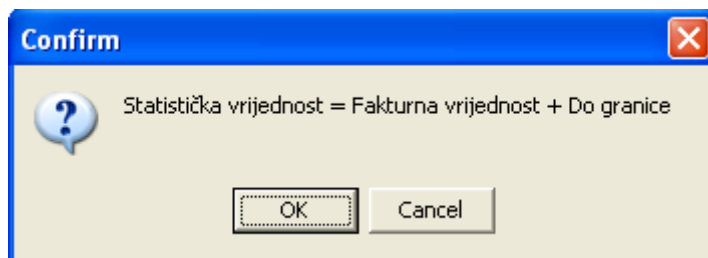 Confirm
Statistička vrijednost = Fakturna vrijednost + Do granice
OK
Cancel